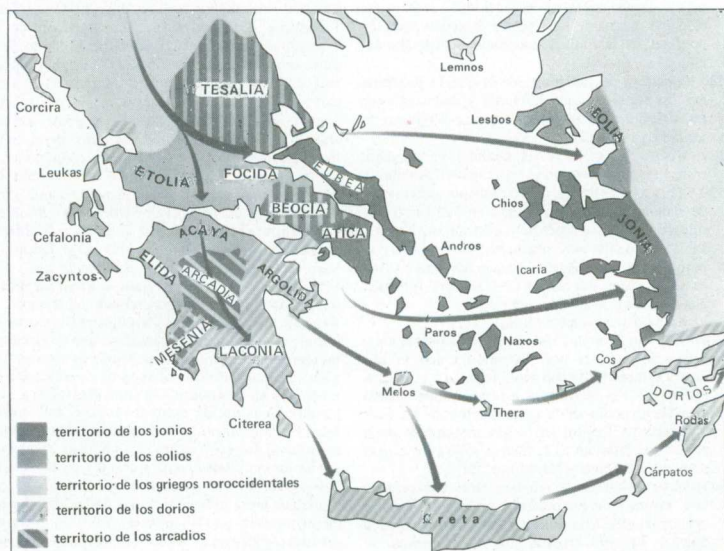 Lemnos
TESALIA
Corcira
Lesbos
EOLIA
Leukas
ETOLIA
FOCIDA
EUBEA
Chios
BEOCIA
JONIA
Cefalonia
ACAYA
ATICA
Andros
Zacyntos
ELIDA
ARCADIA
ARGOLIDA
Icaria
MESENIA
Paros
Naxos
LACONIA
Cos
Melos
DORIOS
Thera
Rodas
Citerea
Cárpatos
Creta
territorio de los jonios
territorio de los eolios
territorio de los griegos noroccidentales
territorio de los dorios
territorio de los arcadios